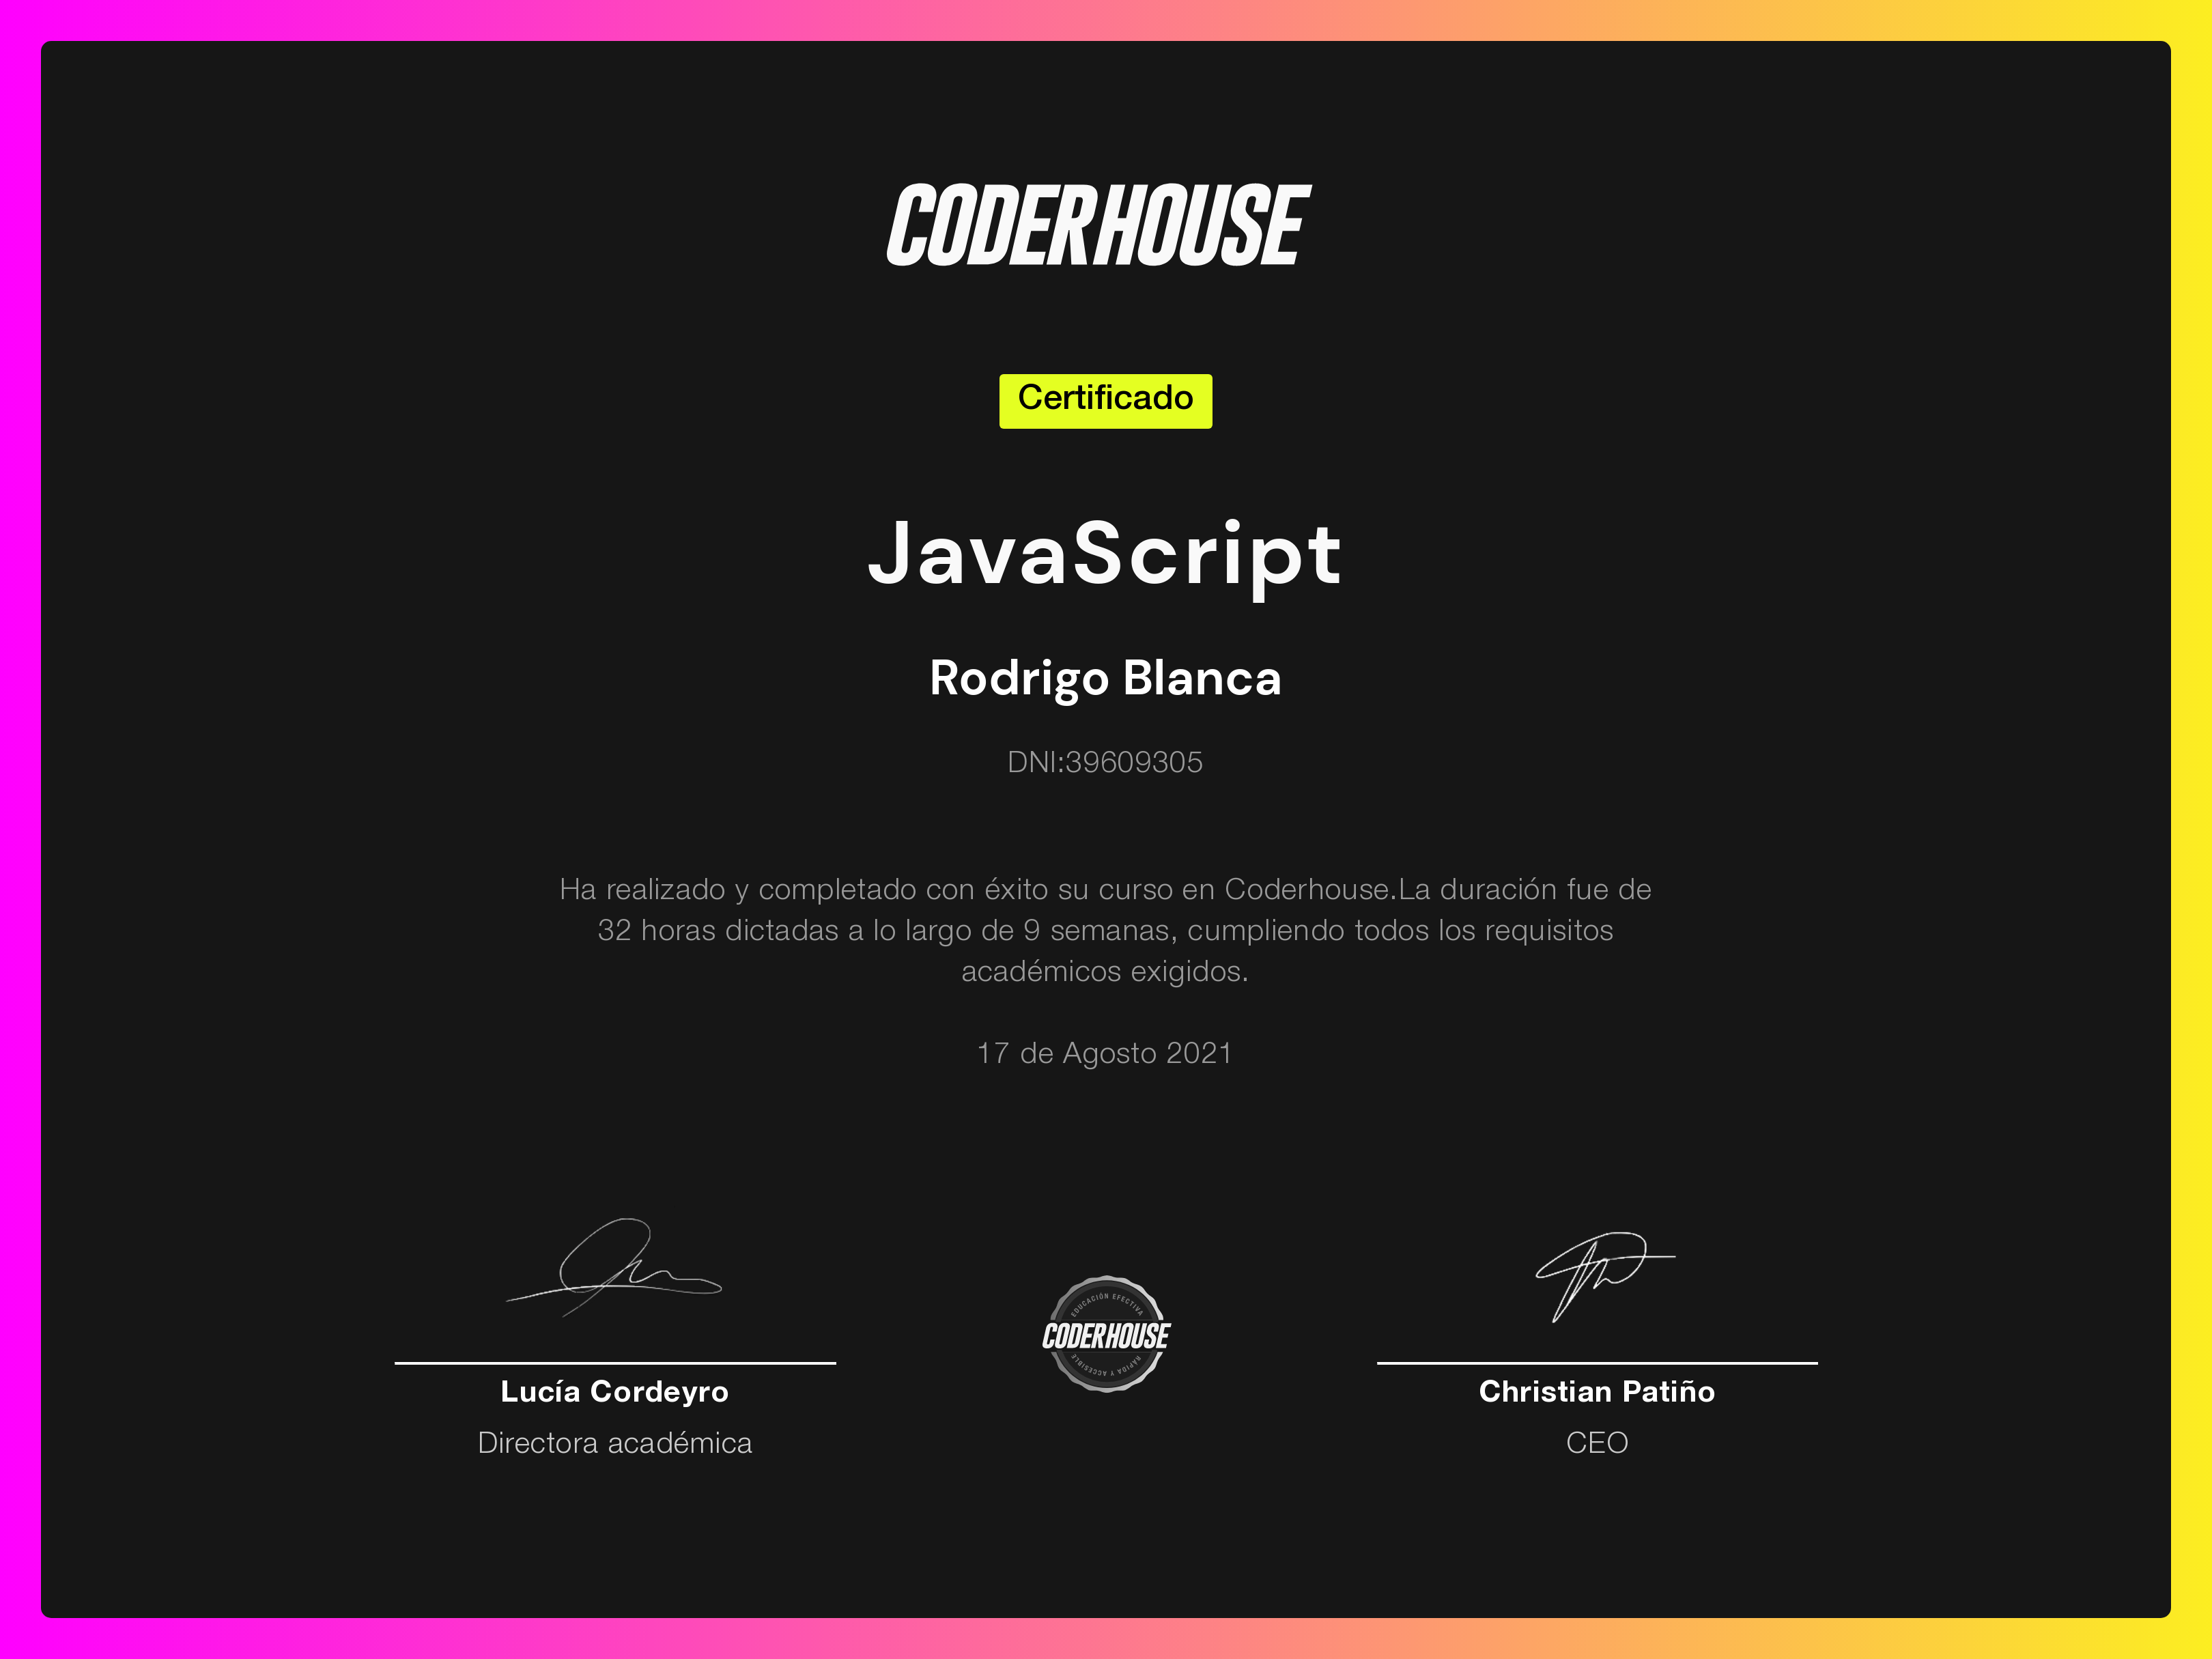 CODERHOUSE
Certificado
JavaScript
Rodrigo Blanca
DNI:39609305
Ha realizado y completado con éxito su curso en Coderhouse.La duración fue de
32 horas dictadas a lo largo de 9 semanas, cumpliendo todos los requisitos
académicos exigidos.
17 de Agosto 2021
EDUCACIÓN EFECTIVA
CODERHOUSE
RAPIDA Y ACCESIBLE
Lucía Cordeyro
Directora académica
Christian Patiño
CEO